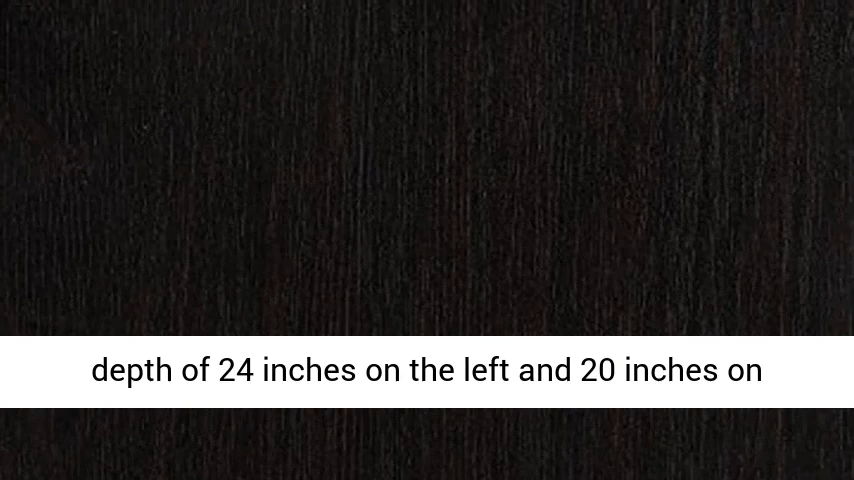 depth of 24 inches on the left and 20 inches on